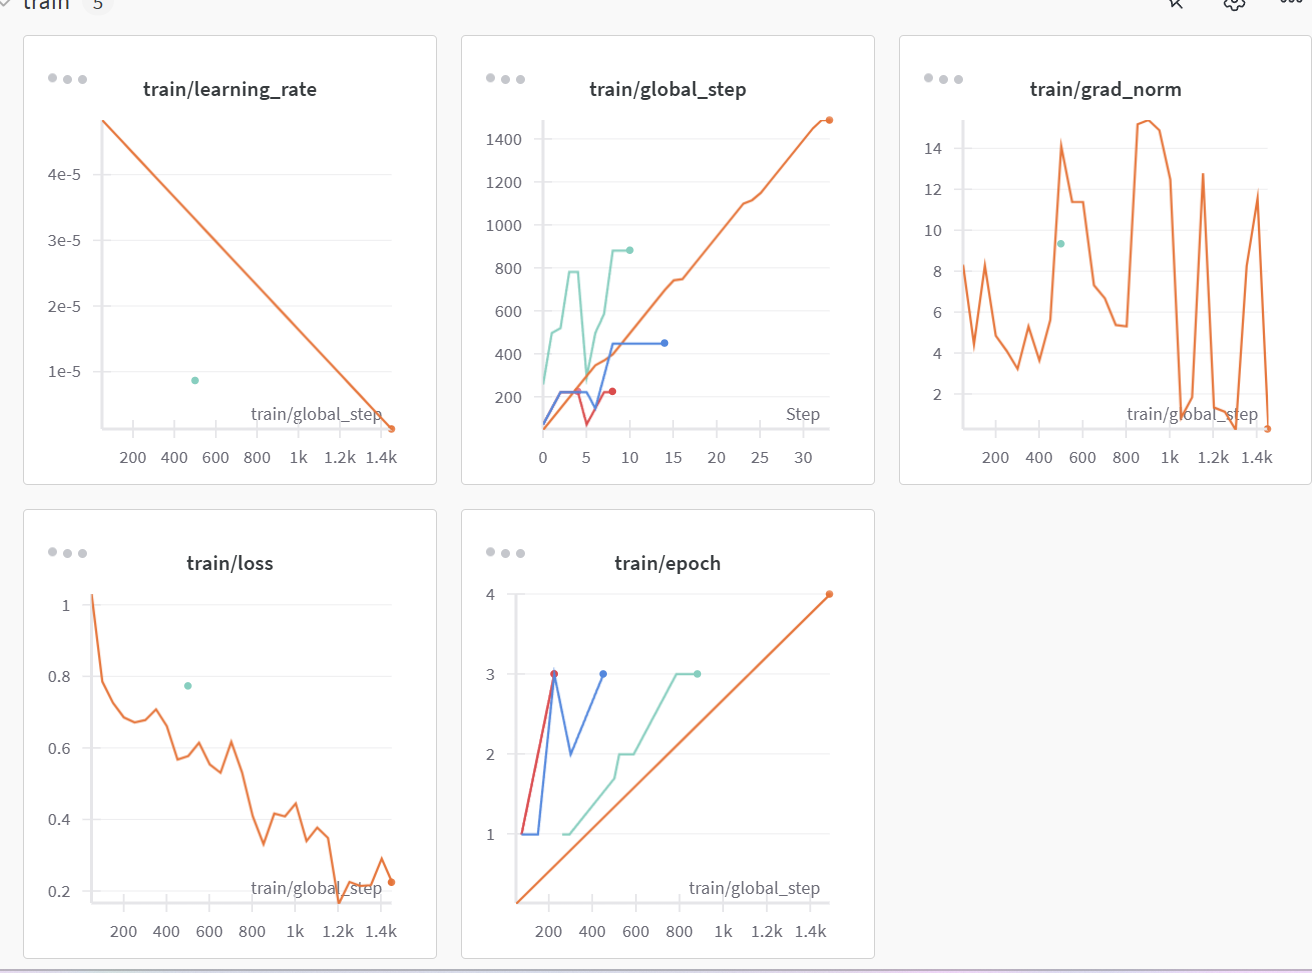 train 5
train/learning_rate
4e-5
3e-5
2e-5
1e-5
train/global_step
200 400 600 800 1k 1.2k 1.4k
train/global_step
1400
1200
1000
800
600
400
200
Step
0 5 10 15 20 25 30
train/grad_norm
14
12
10
8
6
4
2
train/global_step
200 400 600 800 1k 1.2k 1.4k
train/loss
1
0.8
0.6
0.4
0.2
train/global_step
200 400 600 800 1k 1.2k 1.4k
train/epoch
4
3
2
1
train/global_step
200 400 600 800 1k 1.2k 1.4k